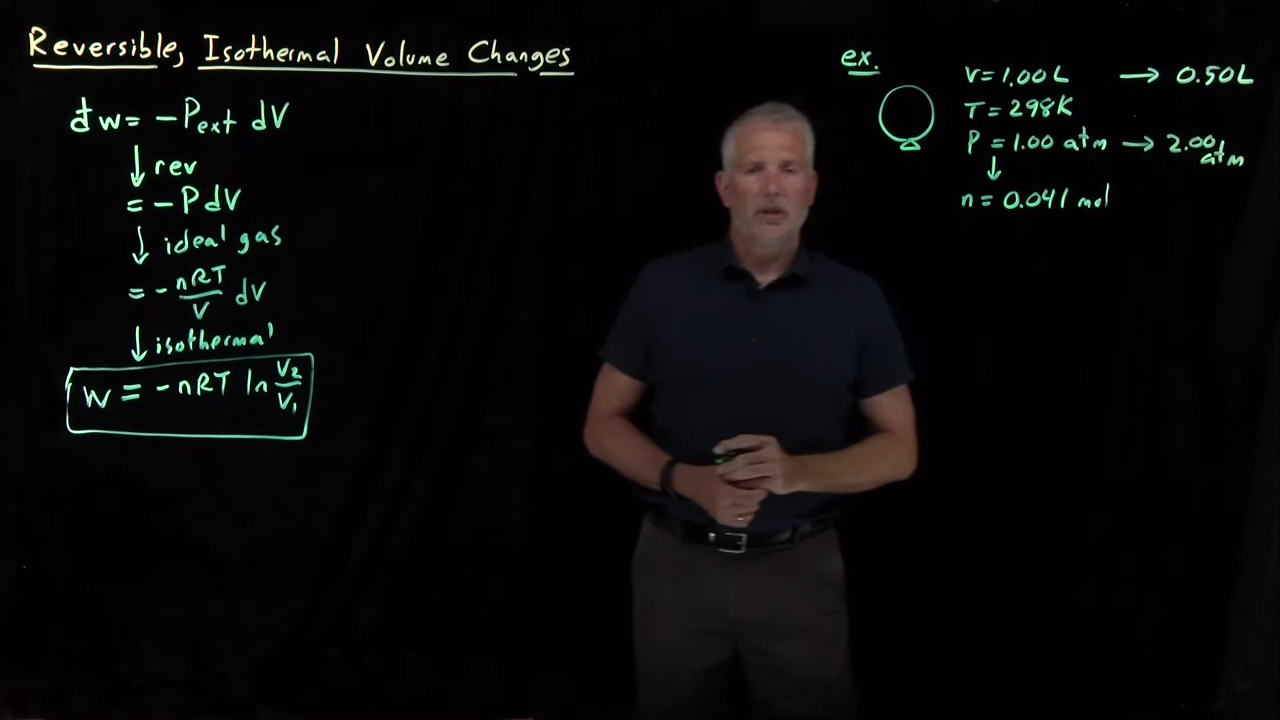 Reversible, Isothermal Volume Changes
đw = -P_ext dV
↓ rev
= -P dV
↓ ideal gas
= - nRT/V dV
↓ isothermal
w = -nRT ln V₂/V₁
ex.
V = 1.00 L → 0.50 L
T = 298 K
P = 1.00 atm → 2.00 atm
↓
n = 0.041 mol